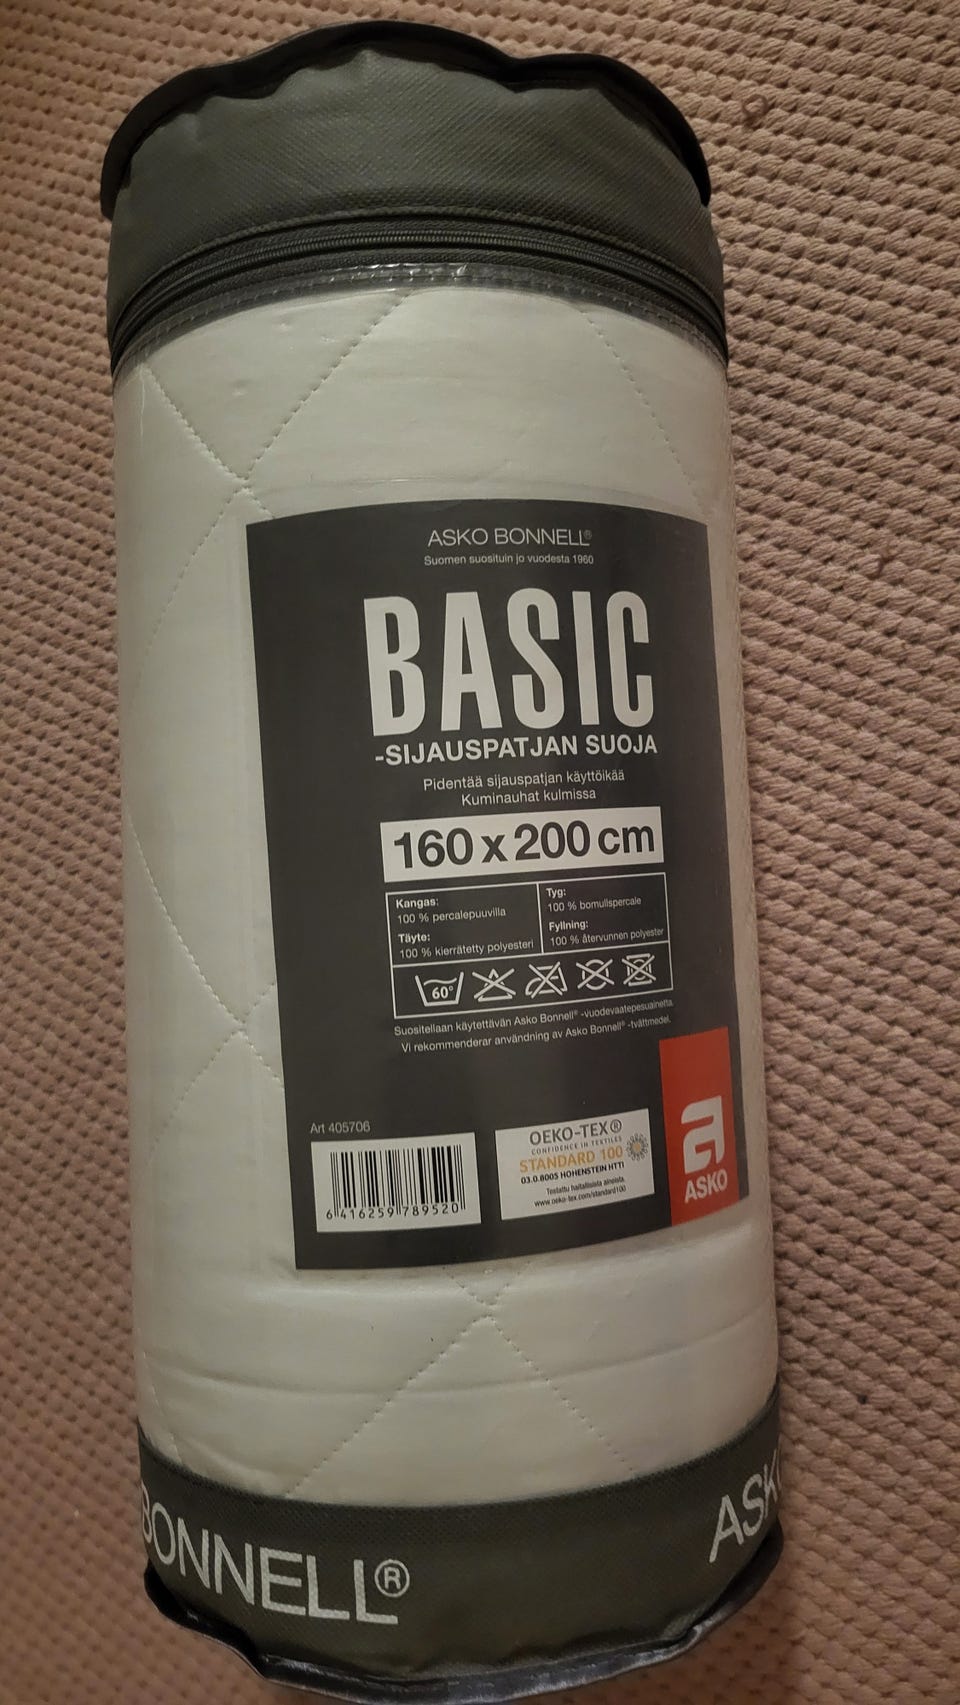 ASKO BONNELL®
Suomen suosituin jo vuodesta 1960
BASIC
-SIJAUSPATJAN SUOJA
Pidentää sijauspatjan käyttöikää
Kuminauhat kulmissa
160 x 200 cm
Kangas:
100 % percalepuuvilla
Täyte:
100 % kierrätetty polyesteri
Tyg:
100 % bomullspercale
Fyllning:
100 % återvunnen polyester
60°
Suositellaan käytettävän Asko Bonnell® -vuodevaatepesuainetta.
Vi rekommenderar användning av Asko Bonnell® -tvättmedel.
Art 405706
6 416259 789520
OEKO-TEX®
CONFIDENCE IN TEXTILES
STANDARD 100
03.0.8005 HOHENSTEIN HTTI
Testattu haitallisista aineista.
www.oeko-tex.com/standard100
a
ASKO
BONNELL®
ASK